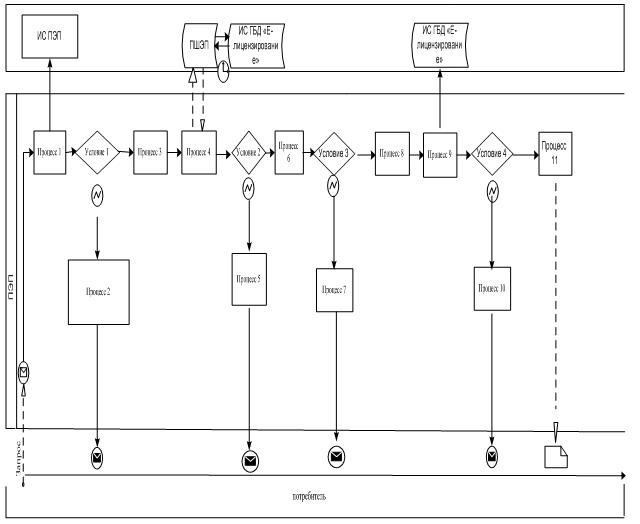 ИС ПЭП
ПШЭП
ИС ГБД «Е-
лицензировани
е»
ИС ГБД «Е-
лицензировани
е»
Процесс 1
Условие 1
Процесс 3
Процесс 4
Условие 2
Процесс
6
Условие 3
Процесс 8
Процесс 9
Условие 4
Процесс
11
Процесс 2
Процесс 5
Процесс 7
Процесс 10
ПЭП
Запрос
потребитель